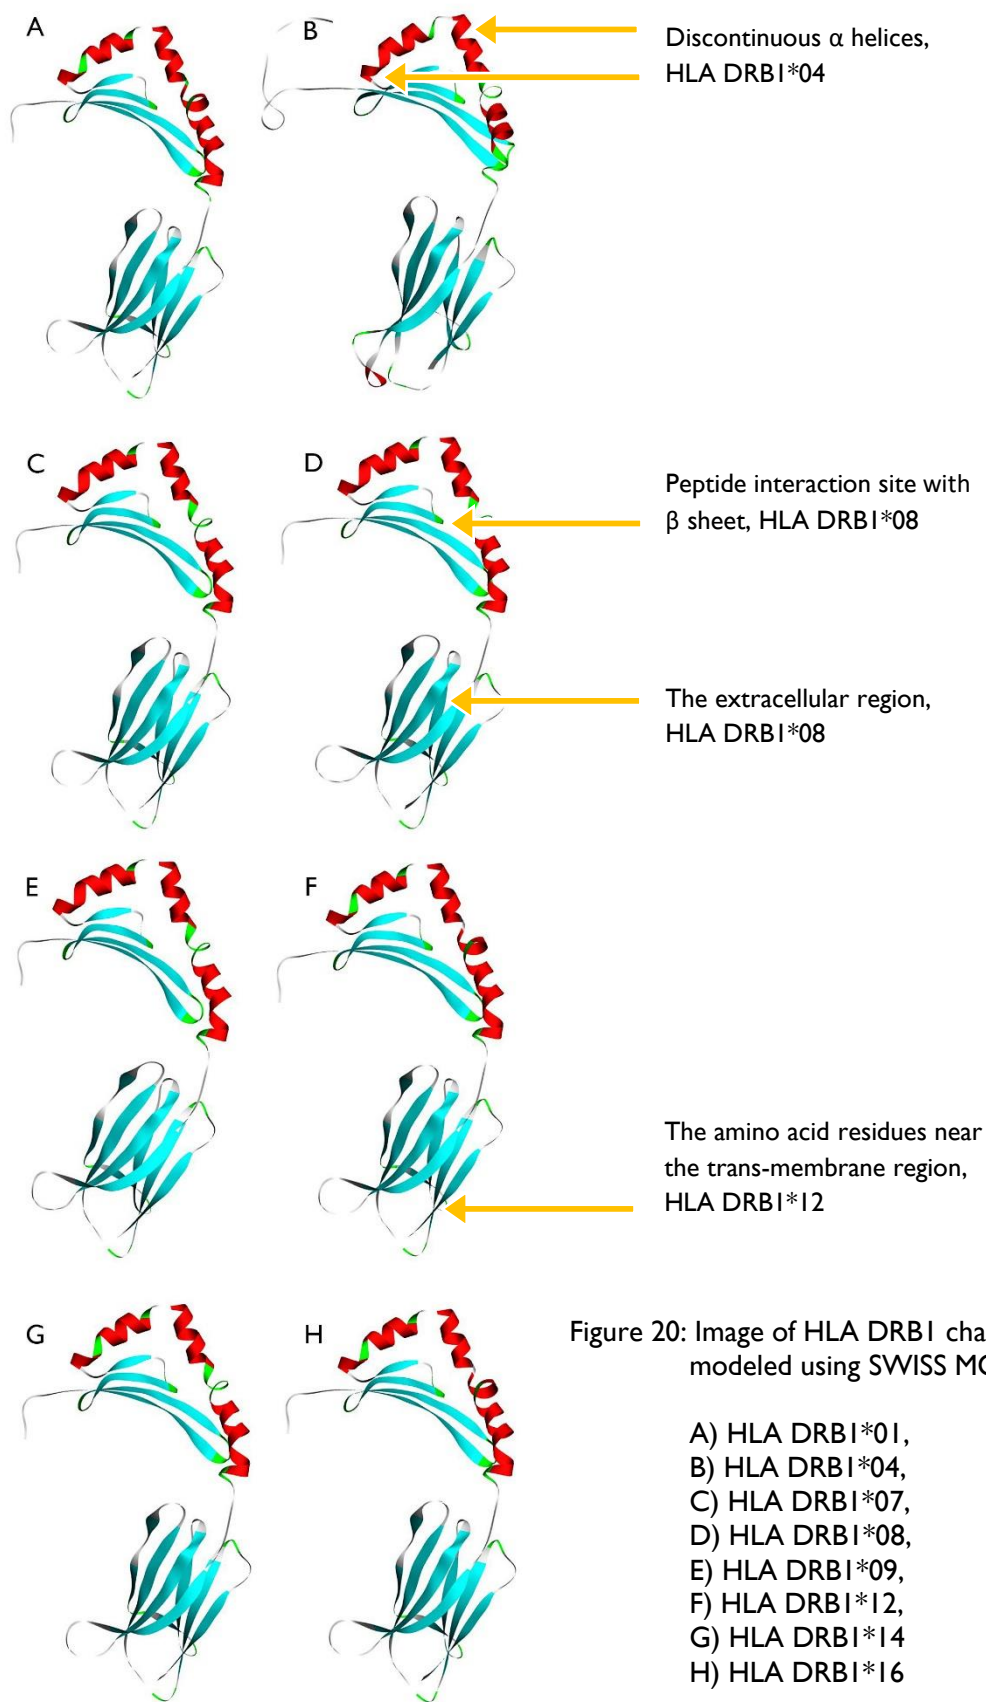 A
B
Discontinuous α helices,
HLA DRB1*04
C
D
Peptide interaction site with
β sheet, HLA DRB1*08
The extracellular region,
HLA DRB1*08
E
F
The amino acid residues near
the trans-membrane region,
HLA DRB1*12
G
H
Figure 20: Image of HLA DRB1
modeled using SWISS
A) HLA DRB1*01,
B) HLA DRB1*04,
C) HLA DRB1*07,
D) HLA DRB1*08,
E) HLA DRB1*09,
F) HLA DRB1*12,
G) HLA DRB1*14
H) HLA DRB1*16